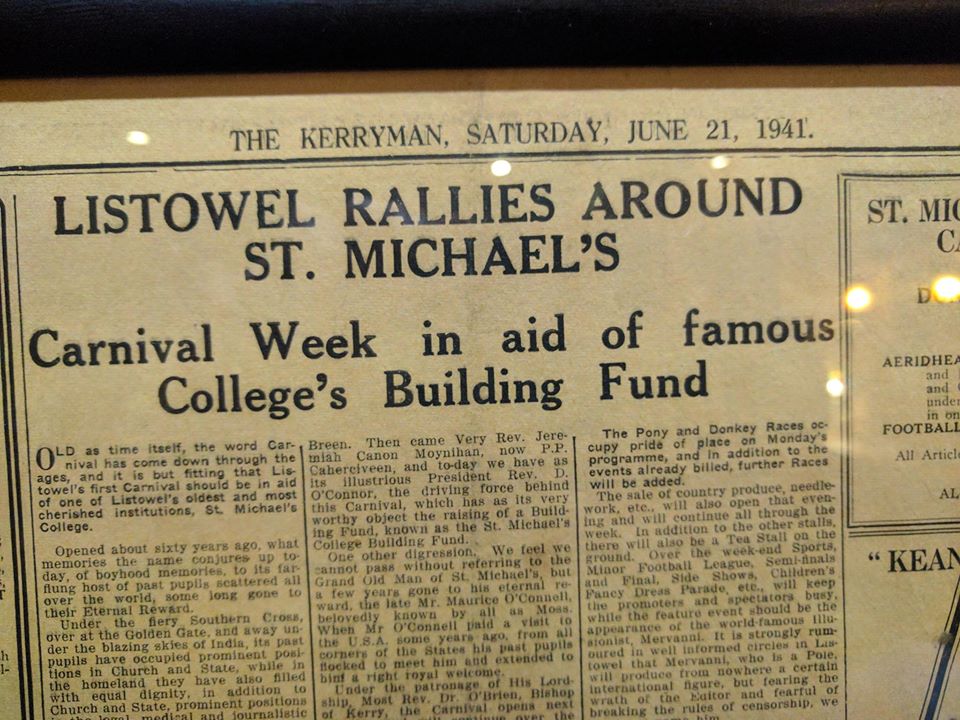 THE KERRYMAN, SATURDAY, JUNE 21, 1941.
LISTOWEL RALLIES AROUND
ST. MICHAEL'S
Carnival Week in aid of famous
College's Building Fund
OLD as time itself, the word Car-
nival has come down through the
ages, and it is but fitting that Lis-
towel's first Carnival should be in aid
of one of Listowel's oldest and most
cherished institutions, St. Michael's
College.
Opened about sixty years ago, what
memories the name conjures up to-
day, of boyhood memories, to its far-
flung host of past pupils scattered all
over the world, some long gone to
their Eternal Reward.
Under the fiery Southern Cross,
over at the Golden Gate, and away un-
der the blazing skies of India, its past
pupils have occupied prominent posi-
tions in Church and State, while in
the homeland they have also filled
with equal dignity, in addition to
Church and State, prominent positions
in the legal, medical and journalistic
Breen. Then came Very Rev. Jere-
miah Canon Moynihan, now P.P.
Caherciveen, and to-day we have as
its illustrious President Rev. D.
O'Connor, the driving force behind
this Carnival, which has as its very
worthy object the raising of a Build-
ing Fund, known as the St. Michael's
College Building Fund.
One other digression. We feel we
cannot pass without referring to the
Grand Old Man of St. Michael's, but
a few years gone to his eternal re-
ward, the late Mr. Maurice O'Connell,
belovedly known by all as Moss.
When Mr O'Connell paid a visit to
the U.S.A. some years ago, from all
corners of the States his past pupils
flocked to meet him and extended to
him a right royal welcome.
Under the patronage of His Lord-
ship, Most Rev. Dr. O'Brien, Bishop
of Kerry, the Carnival opens next
will continue over the
The Pony and Donkey Races oc-
cupy pride of place on Monday's
programme, and in addition to the
events already billed, further Races
will be added.
The sale of country produce, needle-
work, etc., will also open that even-
ing and will continue all through the
week. In addition to the other stalls,
there will also be a Tea Stall on the
ground. Over the week-end Sports,
Minor Football League, Semi-finals
and Final, Side Shows, Children's
Fancy Dress Parade, etc., will keep
the promoters and spectators busy,
while the feature event should be the
appearance of the world-famous Illu-
sionist, Mervanni. It is strongly rum-
oured in well informed circles in Lis-
towel that Mervanni, who is a Pole,
will produce from nowhere a certain
international figure, but fearing the
wrath of the Editor and fearful of
breaking the rules of censorship, we
him
ST. MIC
CA
AERIDHEA
and
and
under
in on
FOOTBALL
All Articl
AL
"KEAN